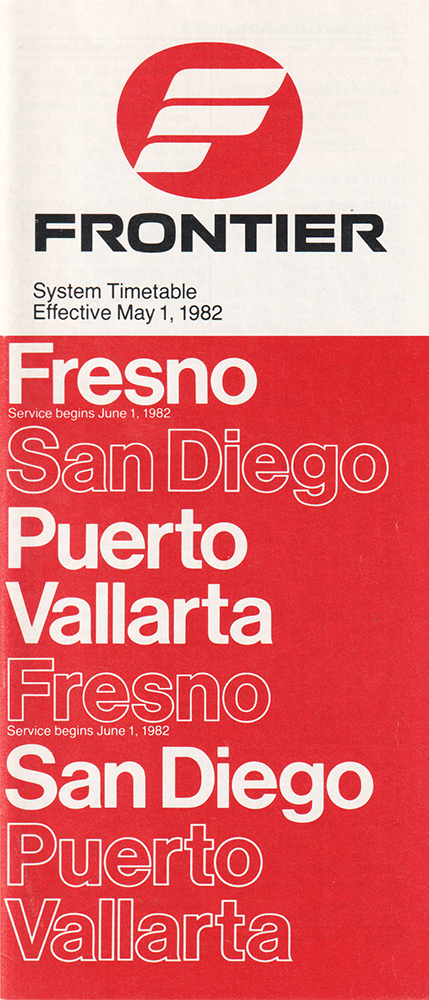 FRONTIER
System Timetable
Effective May 1, 1982
Fresno
Service begins June 1, 1982
San Diego
Puerto
Vallarta
Fresno
Service begins June 1, 1982
San Diego
Puerto
Vallarta